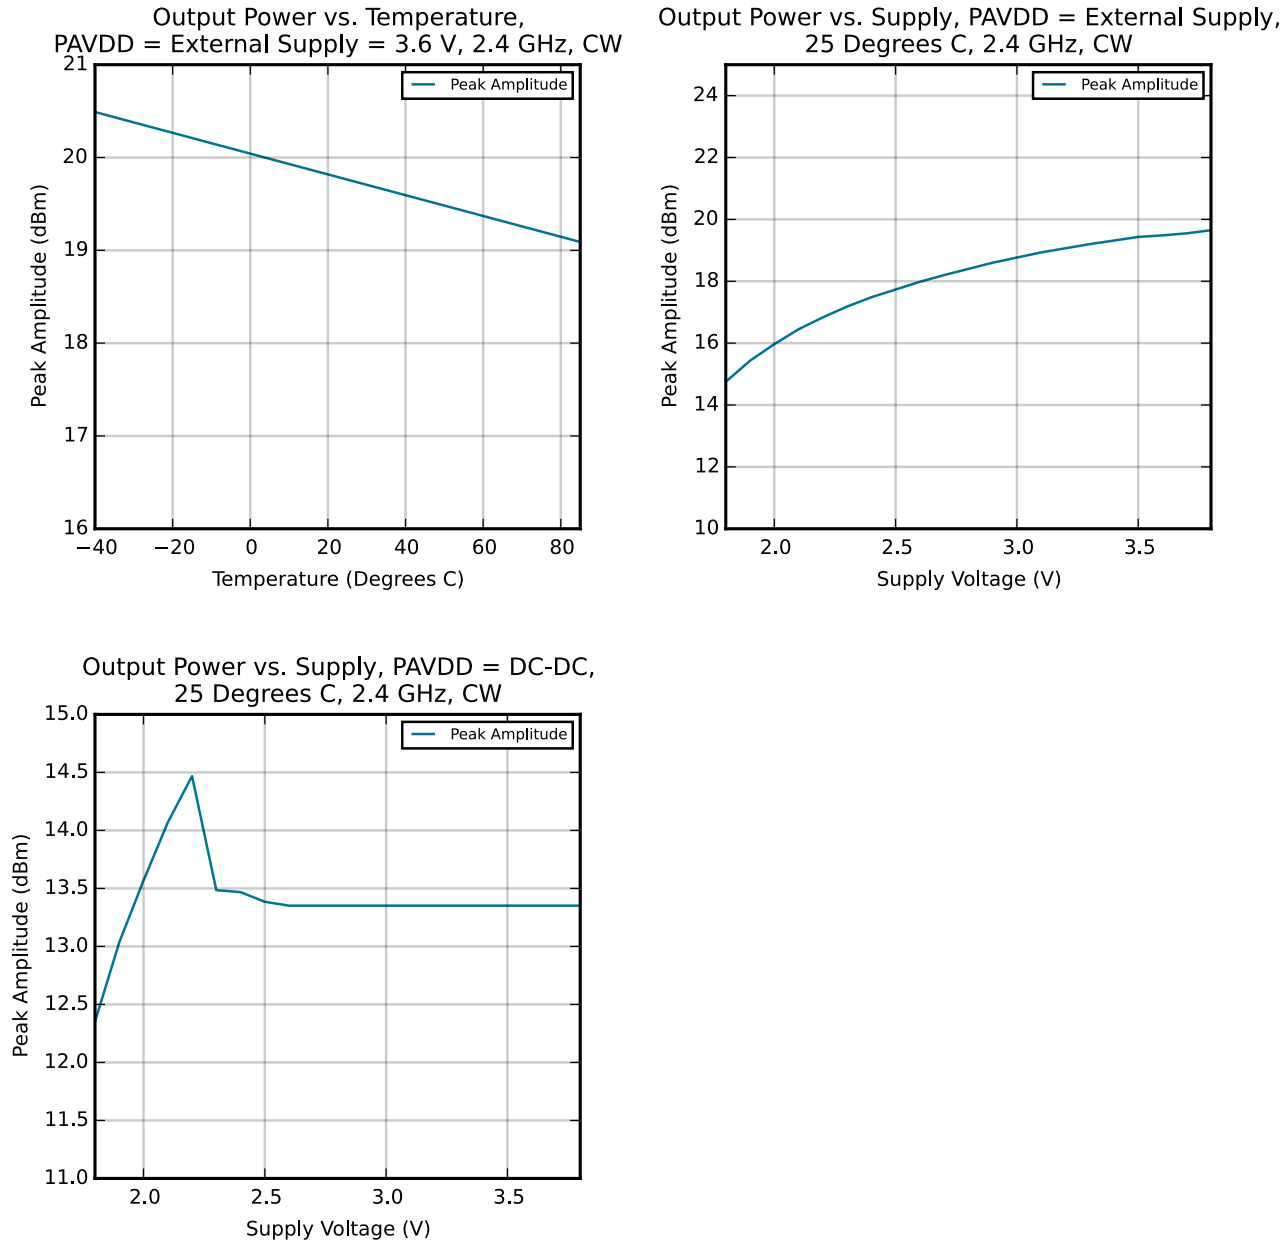 Output Power vs. Temperature,
PAVDD = External Supply = 3.6 V, 2.4 GHz, CW
21
20
19
18
17
16
−40
−20
0
20
40
60
80
Peak Amplitude (dBm)
Temperature (Degrees C)
Peak Amplitude
Output Power vs. Supply, PAVDD = External Supply,
25 Degrees C, 2.4 GHz, CW
24
22
20
18
16
14
12
10
2.0
2.5
3.0
3.5
Peak Amplitude (dBm)
Supply Voltage (V)
Peak Amplitude
Output Power vs. Supply, PAVDD = DC-DC,
25 Degrees C, 2.4 GHz, CW
15.0
14.5
14.0
13.5
13.0
12.5
12.0
11.5
11.0
2.0
2.5
3.0
3.5
Peak Amplitude (dBm)
Supply Voltage (V)
Peak Amplitude